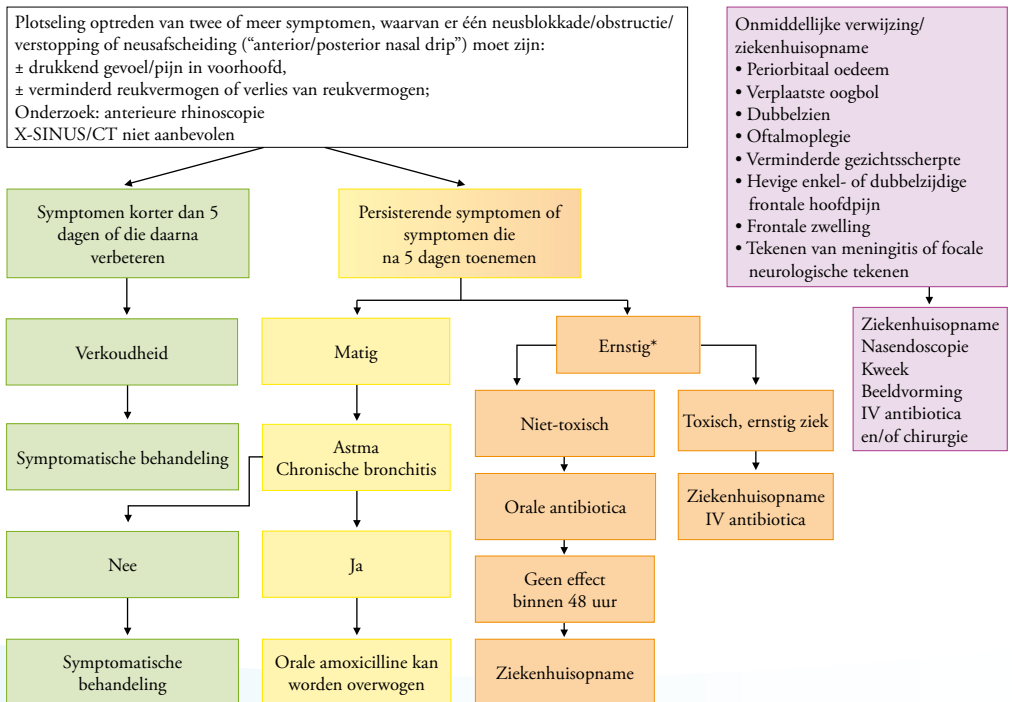 Plotseling optreden van twee of meer symptomen, waarvan er één neusblokkade/obstructie/
verstopping of neusafscheiding (“anterior/posterior nasal drip”) moet zijn:
± drukkend gevoel/pijn in voorhoofd,
± verminderd reukvermogen of verlies van reukvermogen;
Onderzoek: anterieure rhinoscopie
X-SINUS/CT niet aanbevolen
Onmiddellijke verwijzing/
ziekenhuisopname
• Periorbitaal oedeem
• Verplaatste oogbol
• Dubbelzien
• Oftalmoplegie
• Verminderde gezichtsscherpte
• Hevige enkel- of dubbelzijdige
frontale hoofdpijn
• Frontale zwelling
• Tekenen van meningitis of focale
neurologische tekenen
Symptomen korter dan 5
dagen of die daarna
verbeteren
Persisterende symptomen of
symptomen die
na 5 dagen toenemen
Verkoudheid
Matig
Ernstig*
Ziekenhuisopname
Nasendoscopie
Kweek
Beeldvorming
IV antibiotica
en/of chirurgie
Symptomatische behandeling
Astma
Chronische bronchitis
Niet-toxisch
Toxisch, ernstig ziek
Orale antibiotica
Ziekenhuisopname
IV antibiotica
Nee
Ja
Geen effect
binnen 48 uur
Symptomatische
behandeling
Orale amoxicilline kan
worden overwogen
Ziekenhuisopname